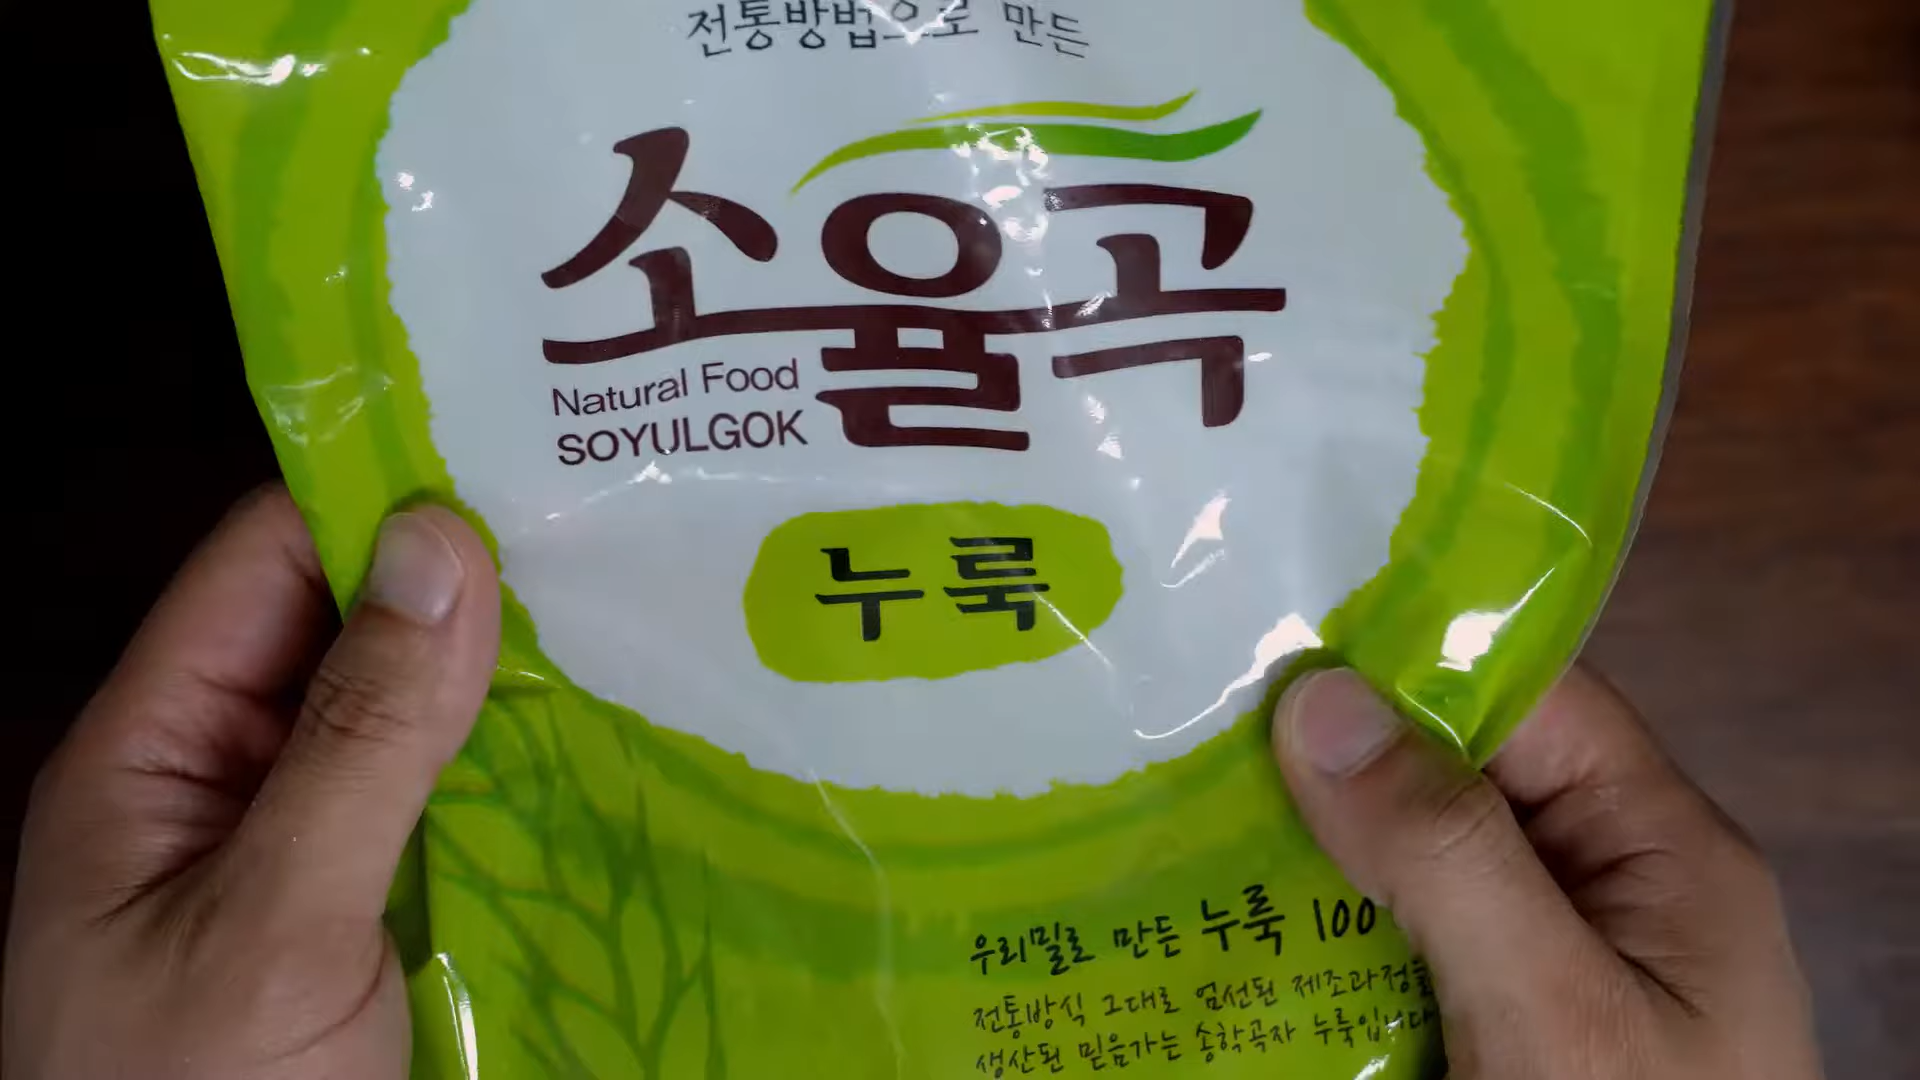 전통방법으로 만든
소율곡
Natural Food
SOYULGOK
누룩
우리밀로 만든 누룩 100
전통방식 그대로 엄선된 제조과정을
생산된 믿음가는 송학곡자 누룩입니다